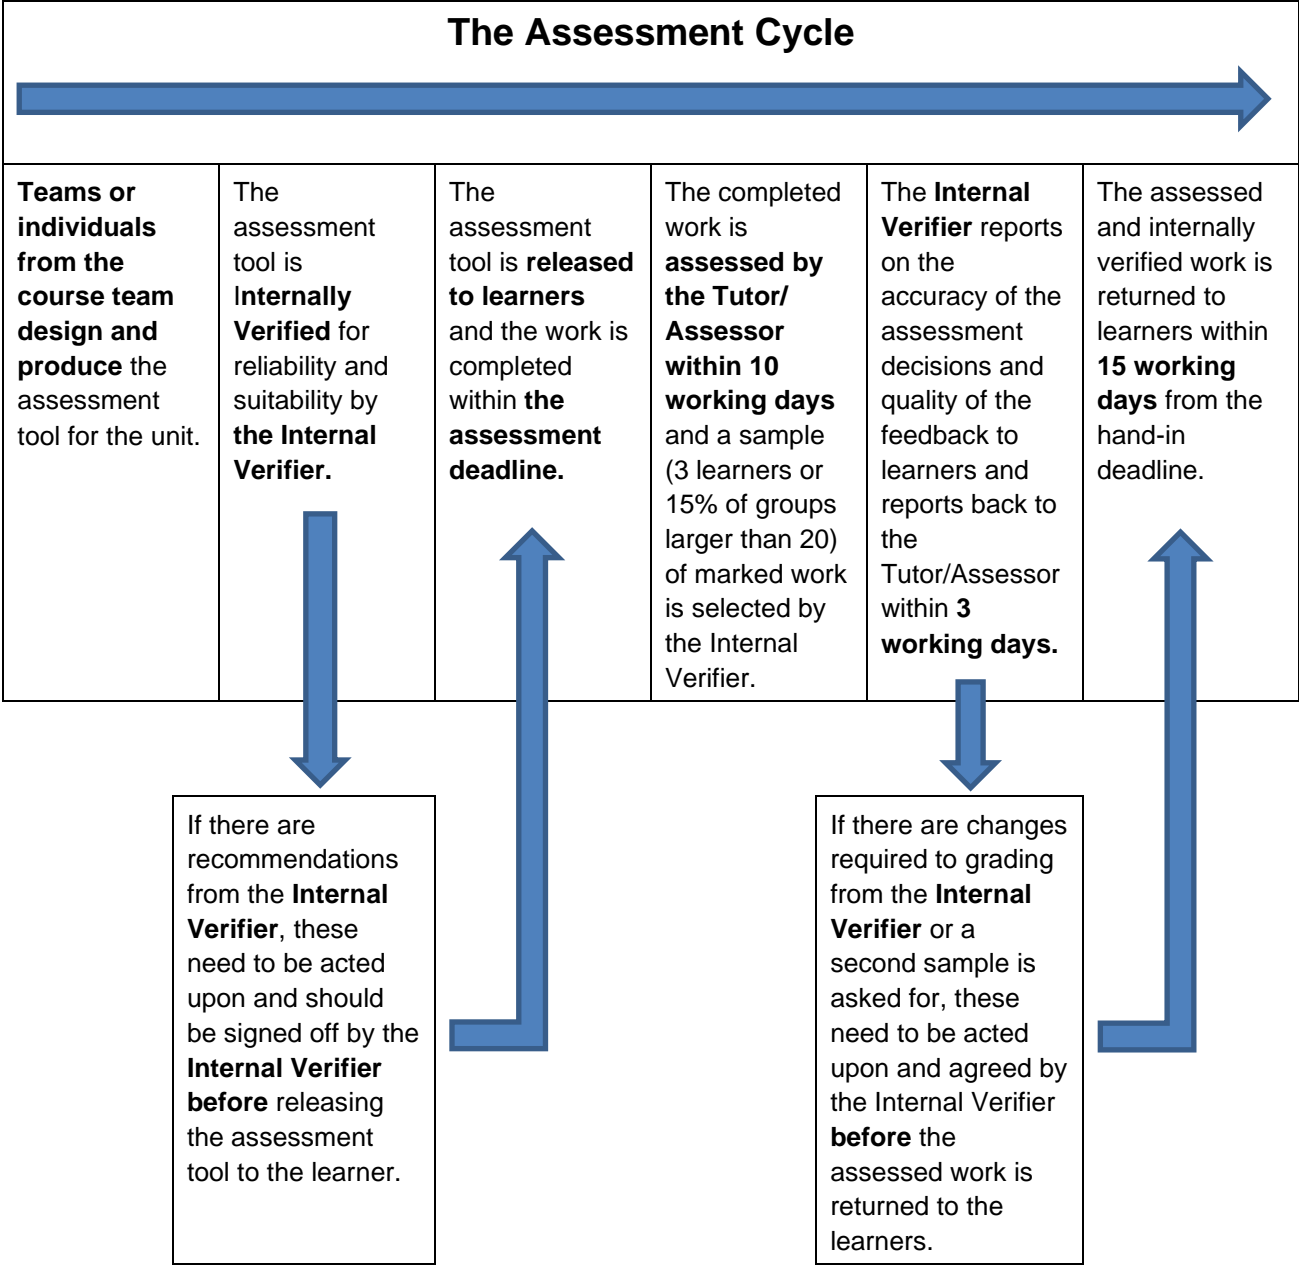 The Assessment Cycle
Teams or
individuals
from the
course team
design and
produce the
assessment
tool for the unit.
The
assessment
tool is
Internally
Verified for
reliability and
suitability by
the Internal
Verifier.
The
assessment
tool is released
to learners
and the work is
completed
within the
assessment
deadline.
The completed
work is
assessed by
the Tutor/
Assessor
within 10
working days
and a sample
(3 learners or
15% of groups
larger than 20)
of marked work
is selected by
the Internal
Verifier.
The Internal
Verifier reports
on the
accuracy of the
assessment
decisions and
quality of the
feedback to
learners and
reports back to
the
Tutor/Assessor
within 3
working days.
The assessed
and internally
verified work is
returned to
learners within
15 working
days from the
hand-in
deadline.
If there are
recommendations
from the Internal
Verifier, these
need to be acted
upon and should
be signed off by the
Internal Verifier
before releasing
the assessment
tool to the learner.
If there are changes
required to grading
from the Internal
Verifier or a
second sample is
asked for, these
need to be acted
upon and agreed by
the Internal Verifier
before the
assessed work is
returned to the
learners.